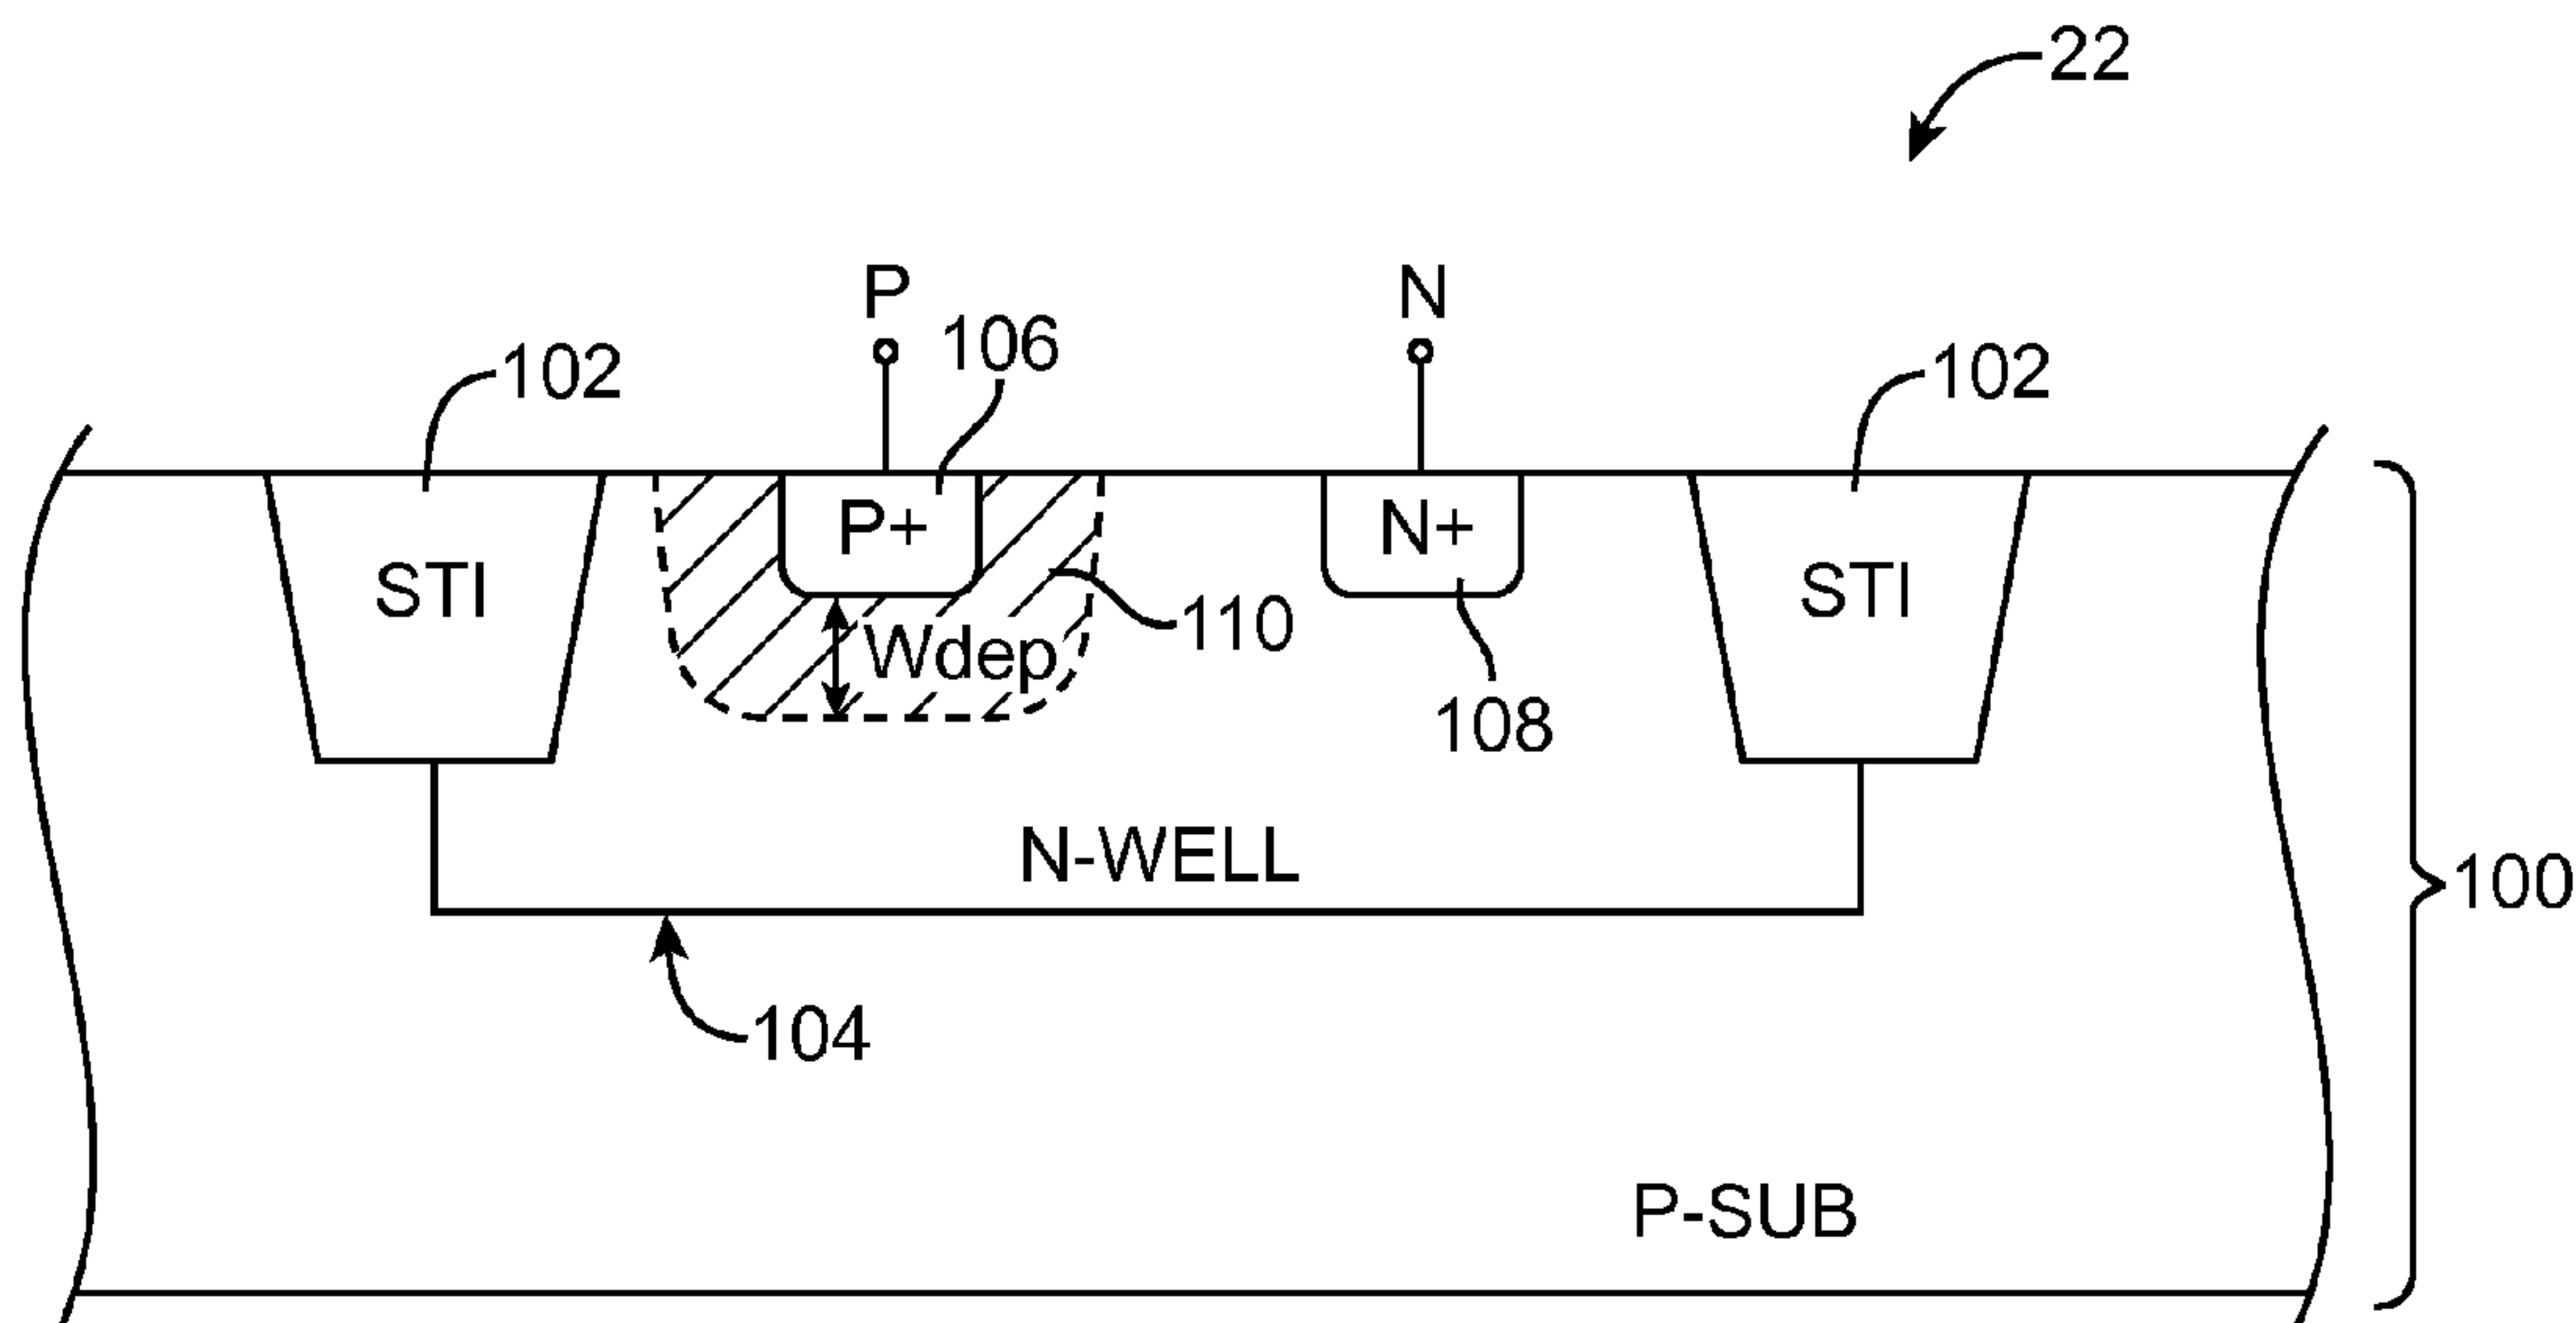 22
P
N
106
102
102
P+
N+
STI
STI
110
Wdep
108
N-WELL
100
104
P-SUB